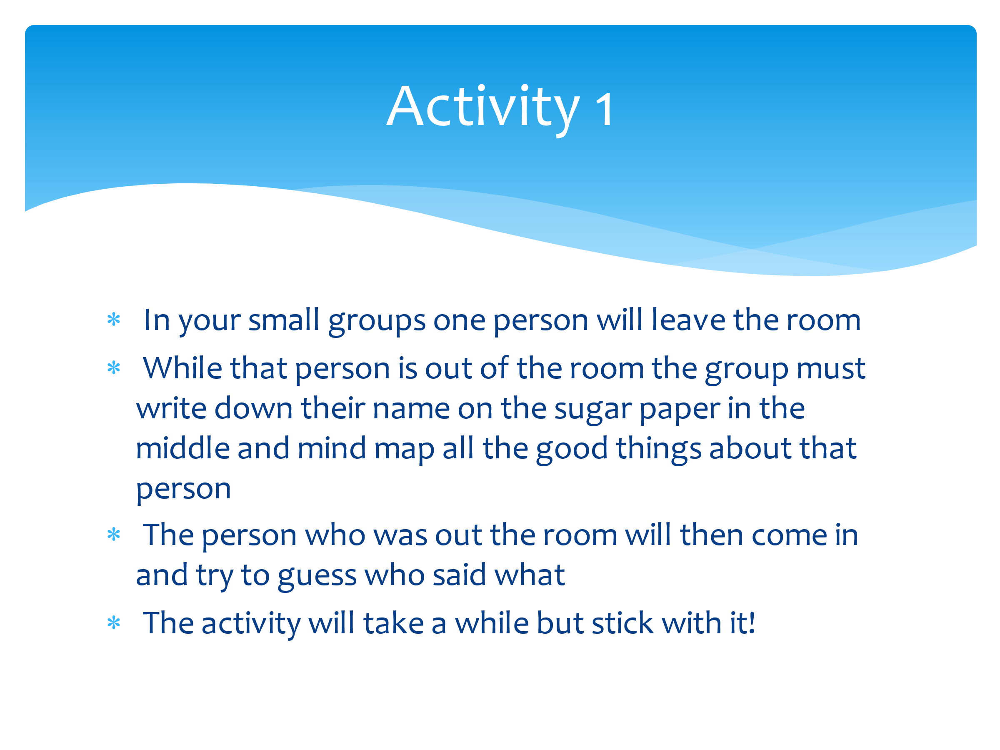 Activity 1
* In your small groups one person will leave the room
* While that person is out of the room the group must
write down their name on the sugar paper in the
middle and mind map all the good things about that
person
* The person who was out the room will then come in
and try to guess who said what
* The activity will take a while but stick with it!